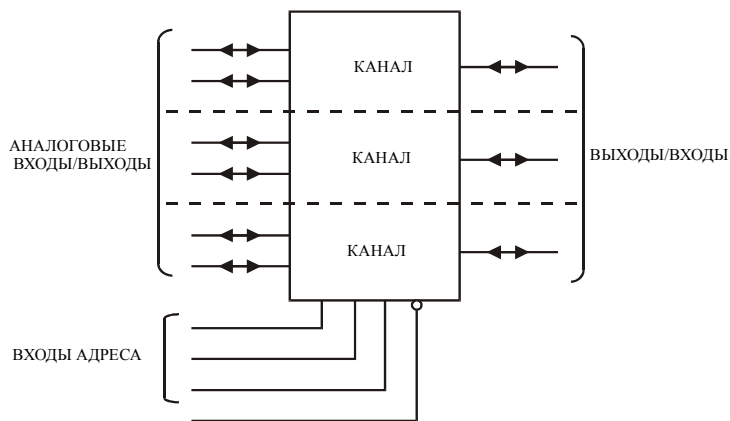 КАНАЛ
АНАЛОГОВЫЕ
ВХОДЫ/ВЫХОДЫ
КАНАЛ
ВЫХОДЫ/ВХОДЫ
КАНАЛ
ВХОДЫ АДРЕСА